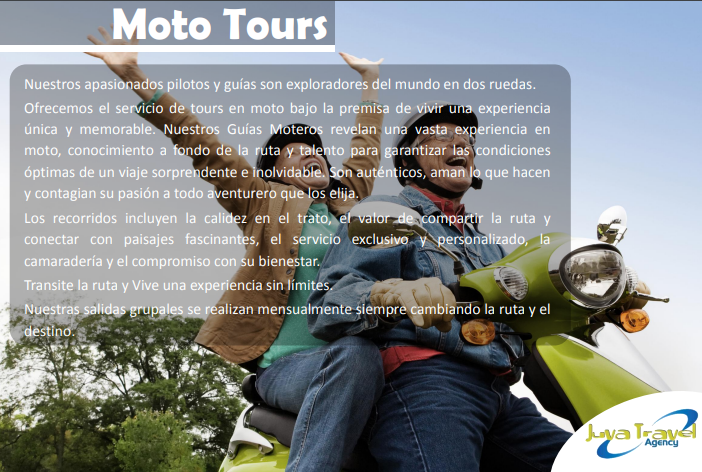 Moto Tours
Nuestros apasionados pilotos y guías son exploradores del mundo en dos ruedas.
Ofrecemos el servicio de tours en moto bajo la premisa de vivir una experiencia
única y memorable. Nuestros Guías Moteros revelan una vasta experiencia en
moto, conocimiento a fondo de la ruta y talento para garantizar las condiciones
óptimas de un viaje sorprendente e inolvidable. Son auténticos, aman lo que hacen
y contagian su pasión a todo aventurero que los elija.
Los recorridos incluyen la calidez en el trato, el valor de compartir la ruta y
conectar con paisajes fascinantes, el servicio exclusivo y personalizado, la
camaradería y el compromiso con su bienestar.
Transite la ruta y Vive una experiencia sin límites.
Nuestras salidas grupales se realizan mensualmente siempre cambiando la ruta y el
destino.
Juva Travel
Agency